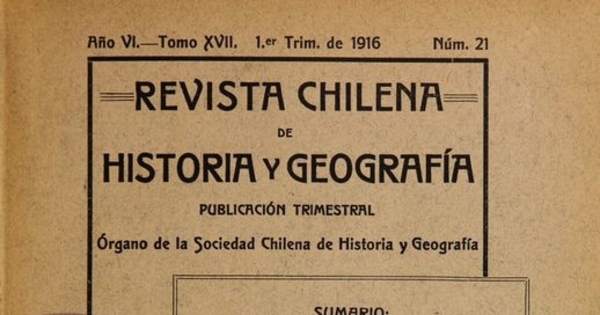 Año VI.—Tomo XVII. 1.er Trim. de 1916 Núm. 21
REVISTA CHILENA
DE
HISTORIA Y GEOGRAFÍA
PUBLICACIÓN TRIMESTRAL
Órgano de la Sociedad Chilena de Historia y Geografía
SUMARIO: